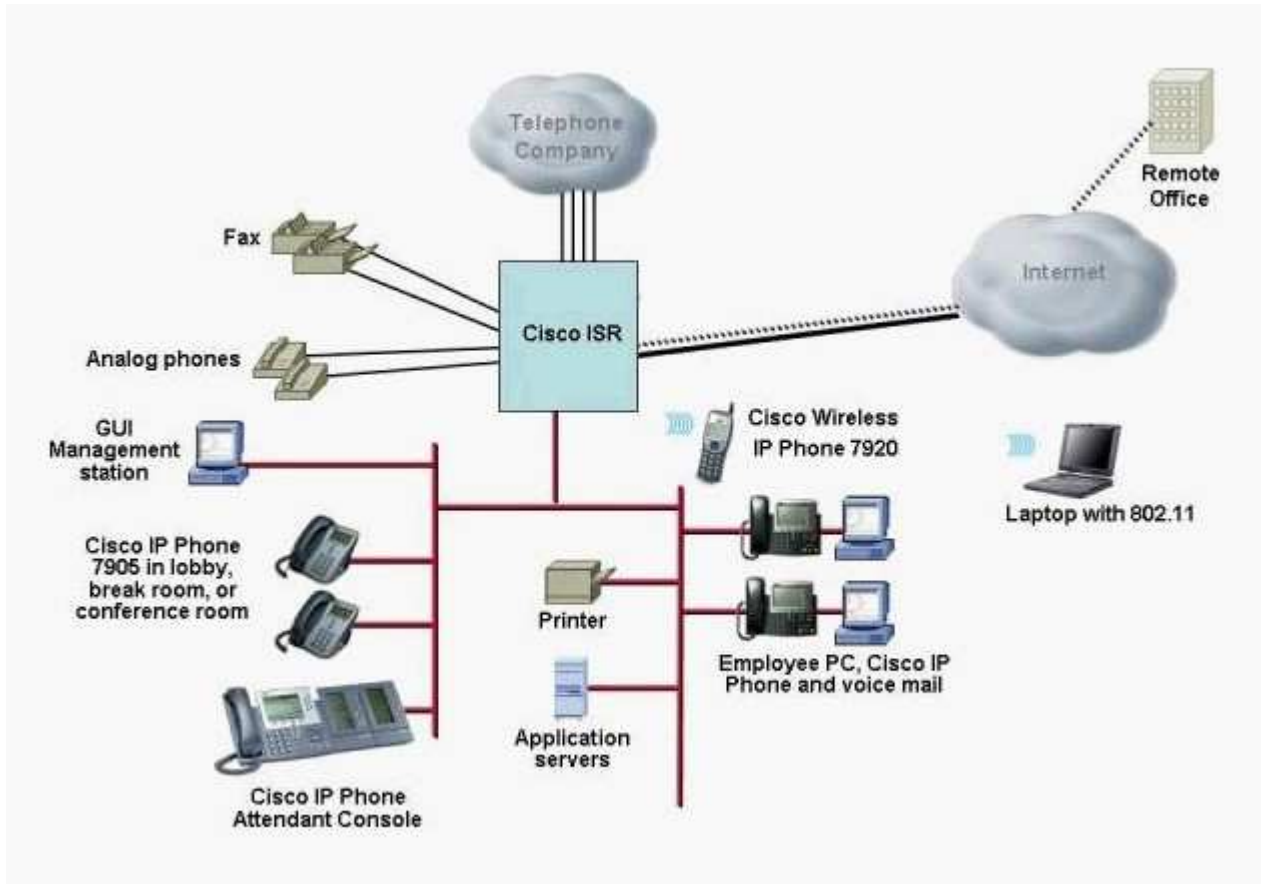 Telephone
Company
Remote
Office
Fax
Internet
Cisco ISR
Analog phones
GUI
Management
station
Cisco Wireless
IP Phone 7920
Laptop with 802.11
Cisco IP Phone
7905 in lobby,
break room, or
conference room
Printer
Employee PC, Cisco IP
Phone and voice mail
Application
servers
Cisco IP Phone
Attendant Console